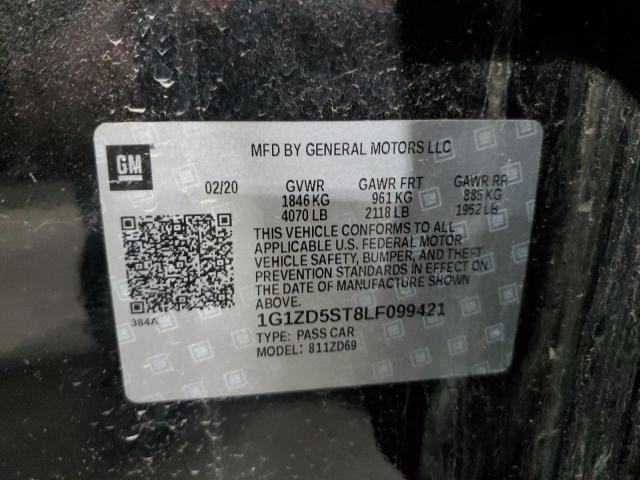 GM
MFD BY GENERAL MOTORS LLC
02/20 GVWR GAWR FRT GAWR RR
1846 KG 961 KG 885 KG
4070 LB 2118 LB 1952 LB
THIS VEHICLE CONFORMS TO ALL
APPLICABLE U.S. FEDERAL MOTOR
VEHICLE SAFETY, BUMPER, AND THEFT
PREVENTION STANDARDS IN EFFECT ON
THE DATE OF MANUFACTURE SHOWN
ABOVE.
384A
1G1ZD5ST8LF099421
TYPE: PASS CAR
MODEL: 811ZD69